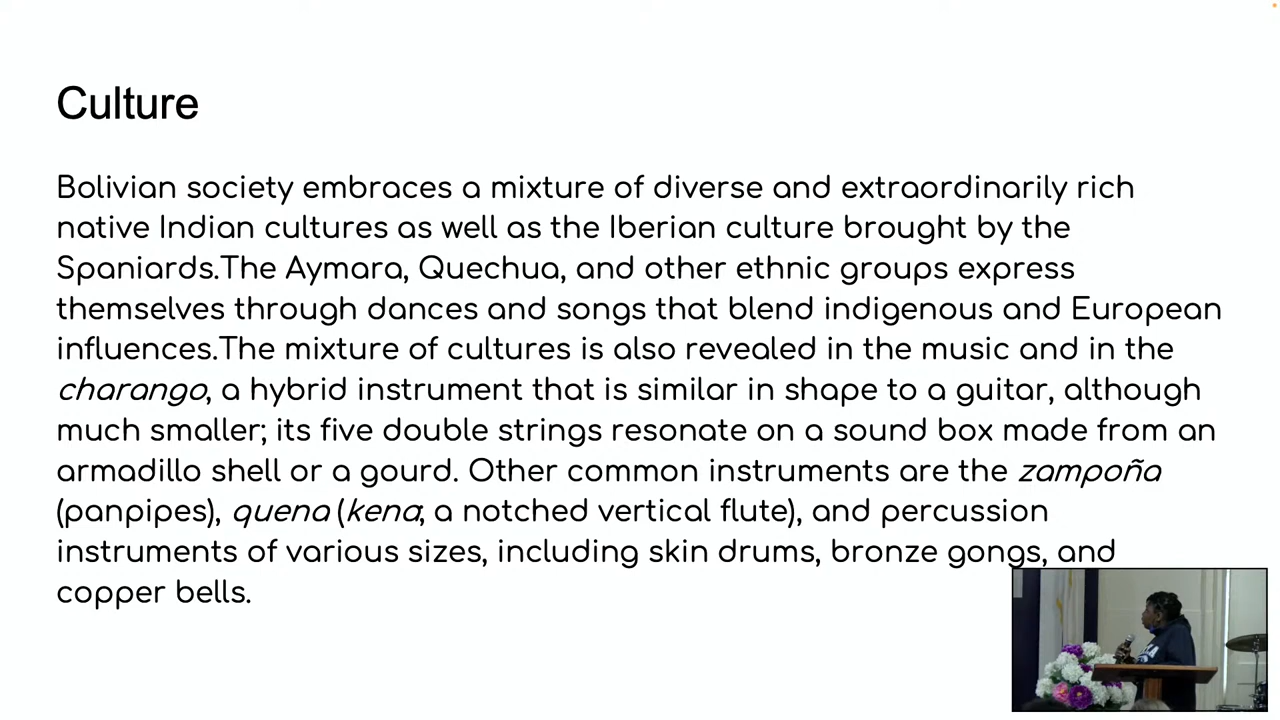 Culture
Bolivian society embraces a mixture of diverse and extraordinarily rich
native Indian cultures as well as the Iberian culture brought by the
Spaniards.The Aymara, Quechua, and other ethnic groups express
themselves through dances and songs that blend indigenous and European
influences.The mixture of cultures is also revealed in the music and in the
charango, a hybrid instrument that is similar in shape to a guitar, although
much smaller; its five double strings resonate on a sound box made from an
armadillo shell or a gourd. Other common instruments are the zampoña
(panpipes), quena (kena; a notched vertical flute), and percussion
instruments of various sizes, including skin drums, bronze gongs, and
copper bells.